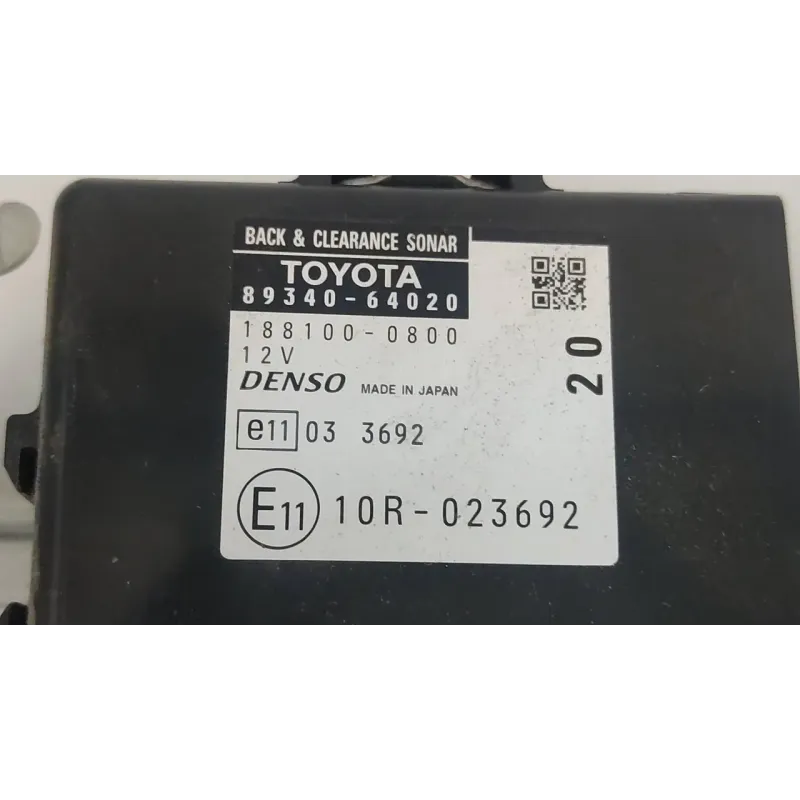 BACK & CLEARANCE SONAR
TOYOTA
89340-64020
188100-0800
12V
DENSO MADE IN JAPAN
e11 03 3692
E11 10R-023692
20